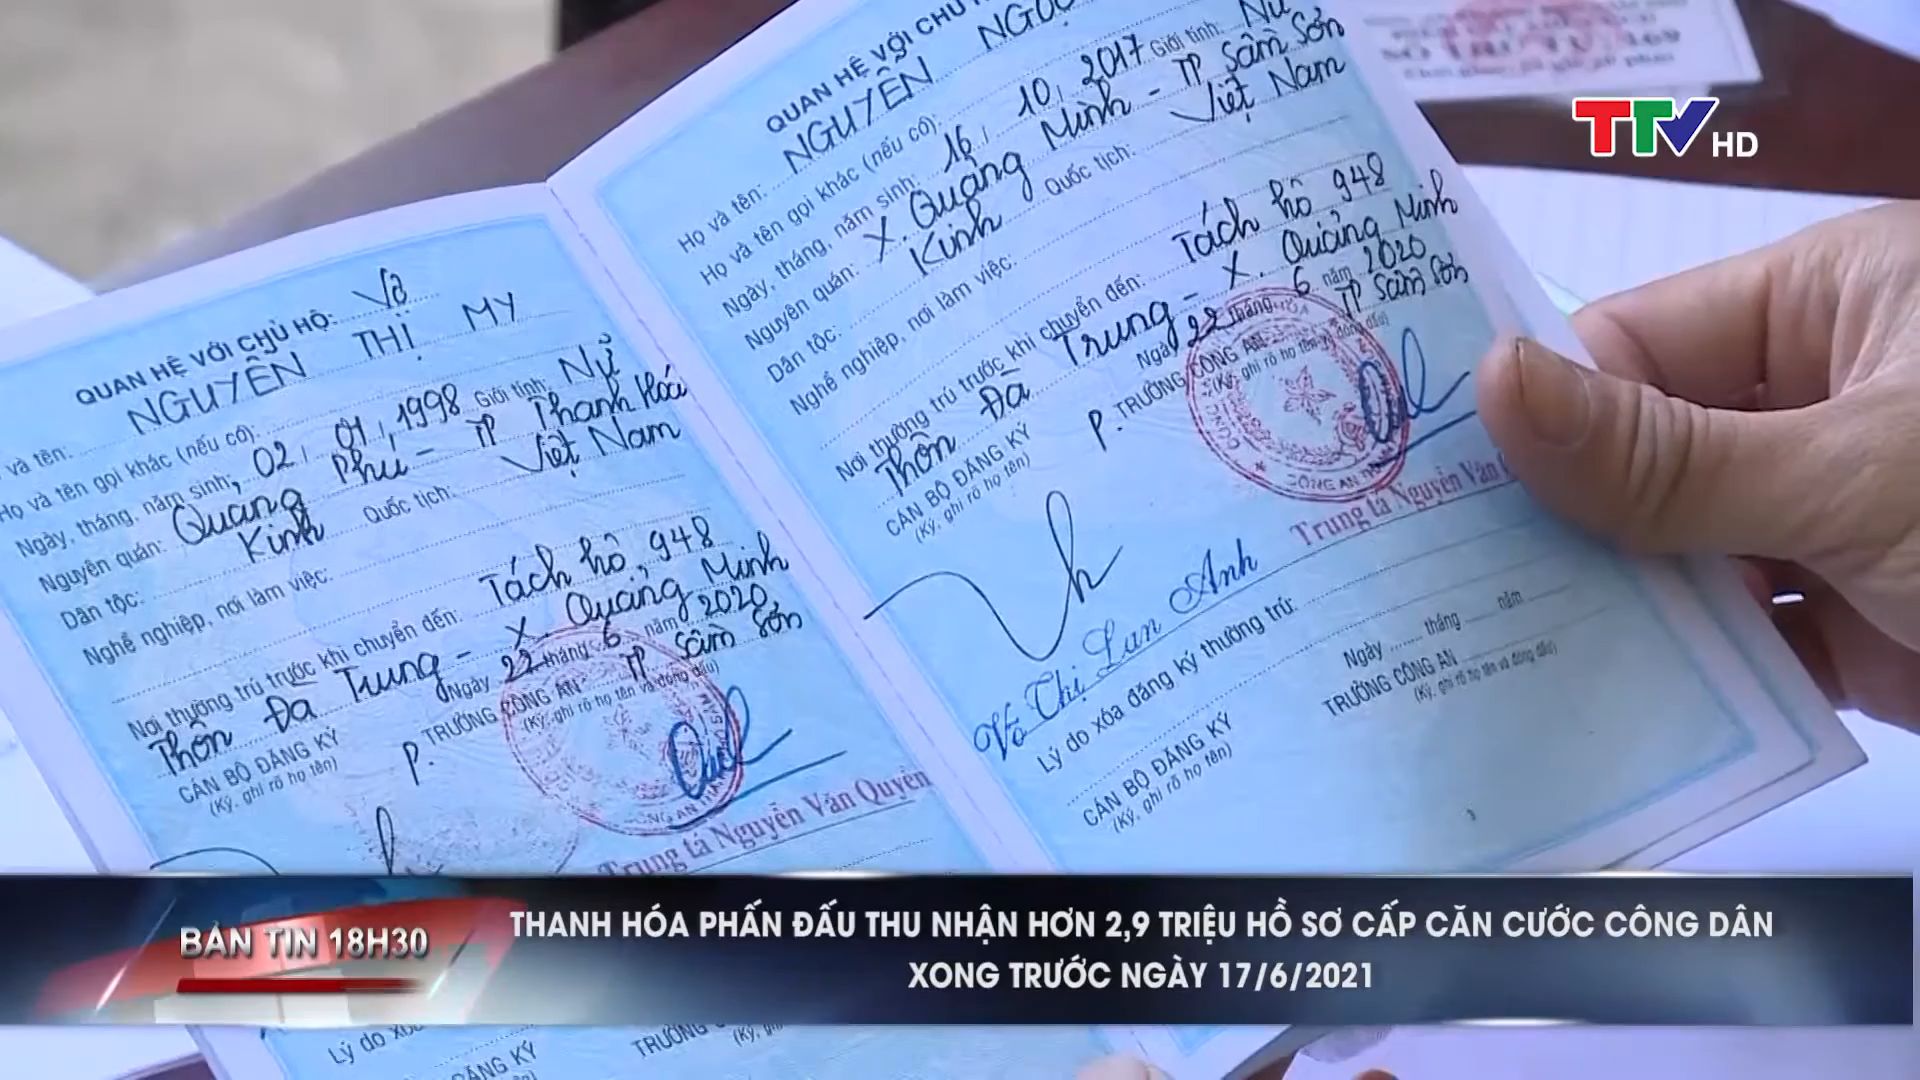 TTV HD
QUAN HỆ VỚI CHỦ HỘ: Vợ
NGUYỄN THỊ MY
và tên:
Họ và tên gọi khác (nếu có):
Ngày, tháng, năm sinh: 02, 01, 1998 Giới tính: Nữ
Nguyên quán: Quảng Phú - TP Thanh Hóa
Dân tộc: Kinh Quốc tịch: Việt Nam
Nghề nghiệp, nơi làm việc:
Nơi thường trú trước khi chuyển đến: Tách hộ, 948
Thôn Đà Trung - X. Quảng Minh
TP Sầm Sơn
Ngày 22 tháng 6 năm 2020
CÁN BỘ ĐĂNG KÝ
(Ký, ghi rõ họ tên)
P. TRƯỞNG CÔNG AN
(Ký, ghi rõ họ tên và đóng dấu)
Trung tá Nguyễn Văn Quyền
Lý do xóa
CÁN BỘ ĐĂNG KÝ
TRƯỞNG
QUAN HỆ VỚI CHỦ
Họ và tên: NGUYỄN NGỌC
Họ và tên gọi khác (nếu có):
Ngày, tháng, năm sinh: 16, 10, 2017 Giới tính: Nữ
Nguyên quán: X. Quảng Minh - TP Sầm Sơn
Dân tộc: Kinh Quốc tịch: Việt Nam
Nghề nghiệp, nơi làm việc:
Nơi thường trú trước khi chuyển đến: Tách hộ 948
Thôn Đà Trung - X. Quảng Minh
TP Sầm Sơn
Ngày 22 tháng 6 năm 2020
CÁN BỘ ĐĂNG KÝ
(Ký, ghi rõ họ tên)
P. TRƯỞNG CÔNG AN
(Ký, ghi rõ họ tên và đóng dấu)
Trung tá Nguyễn Văn
Võ Thị Lan Anh
Lý do xóa đăng ký thường trú:
Ngày ...... tháng ...... năm ......
CÁN BỘ ĐĂNG KÝ
(Ký, ghi rõ họ tên)
TRƯỞNG CÔNG AN
(Ký, ghi rõ họ tên và đóng dấu)
BẢN TIN 18H30
THANH HÓA PHẤN ĐẤU THU NHẬN HƠN 2,9 TRIỆU HỒ SƠ CẤP CĂN CƯỚC CÔNG DÂN
XONG TRƯỚC NGÀY 17/6/2021